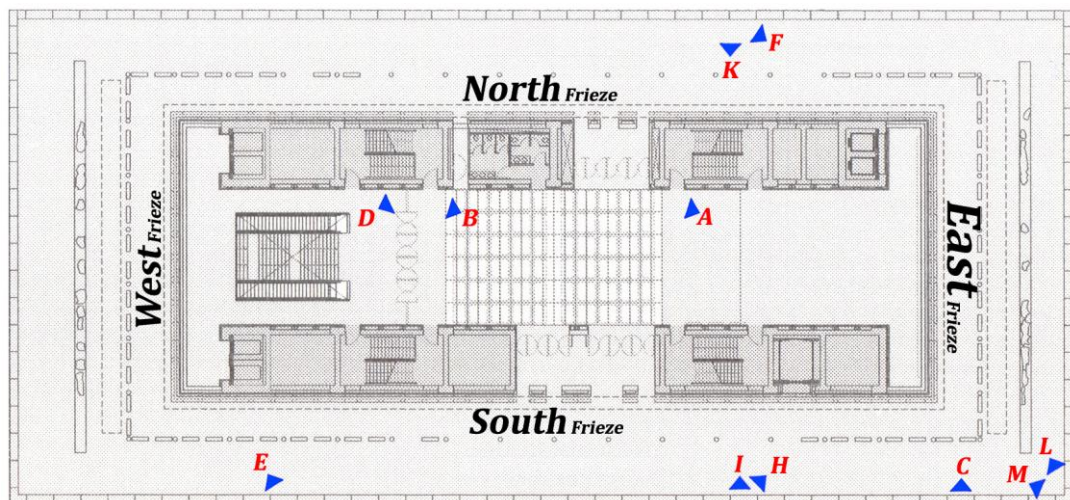 F
K
North Frieze
D
B
A
West Frieze
East Frieze
South Frieze
E
I
H
C
L
M